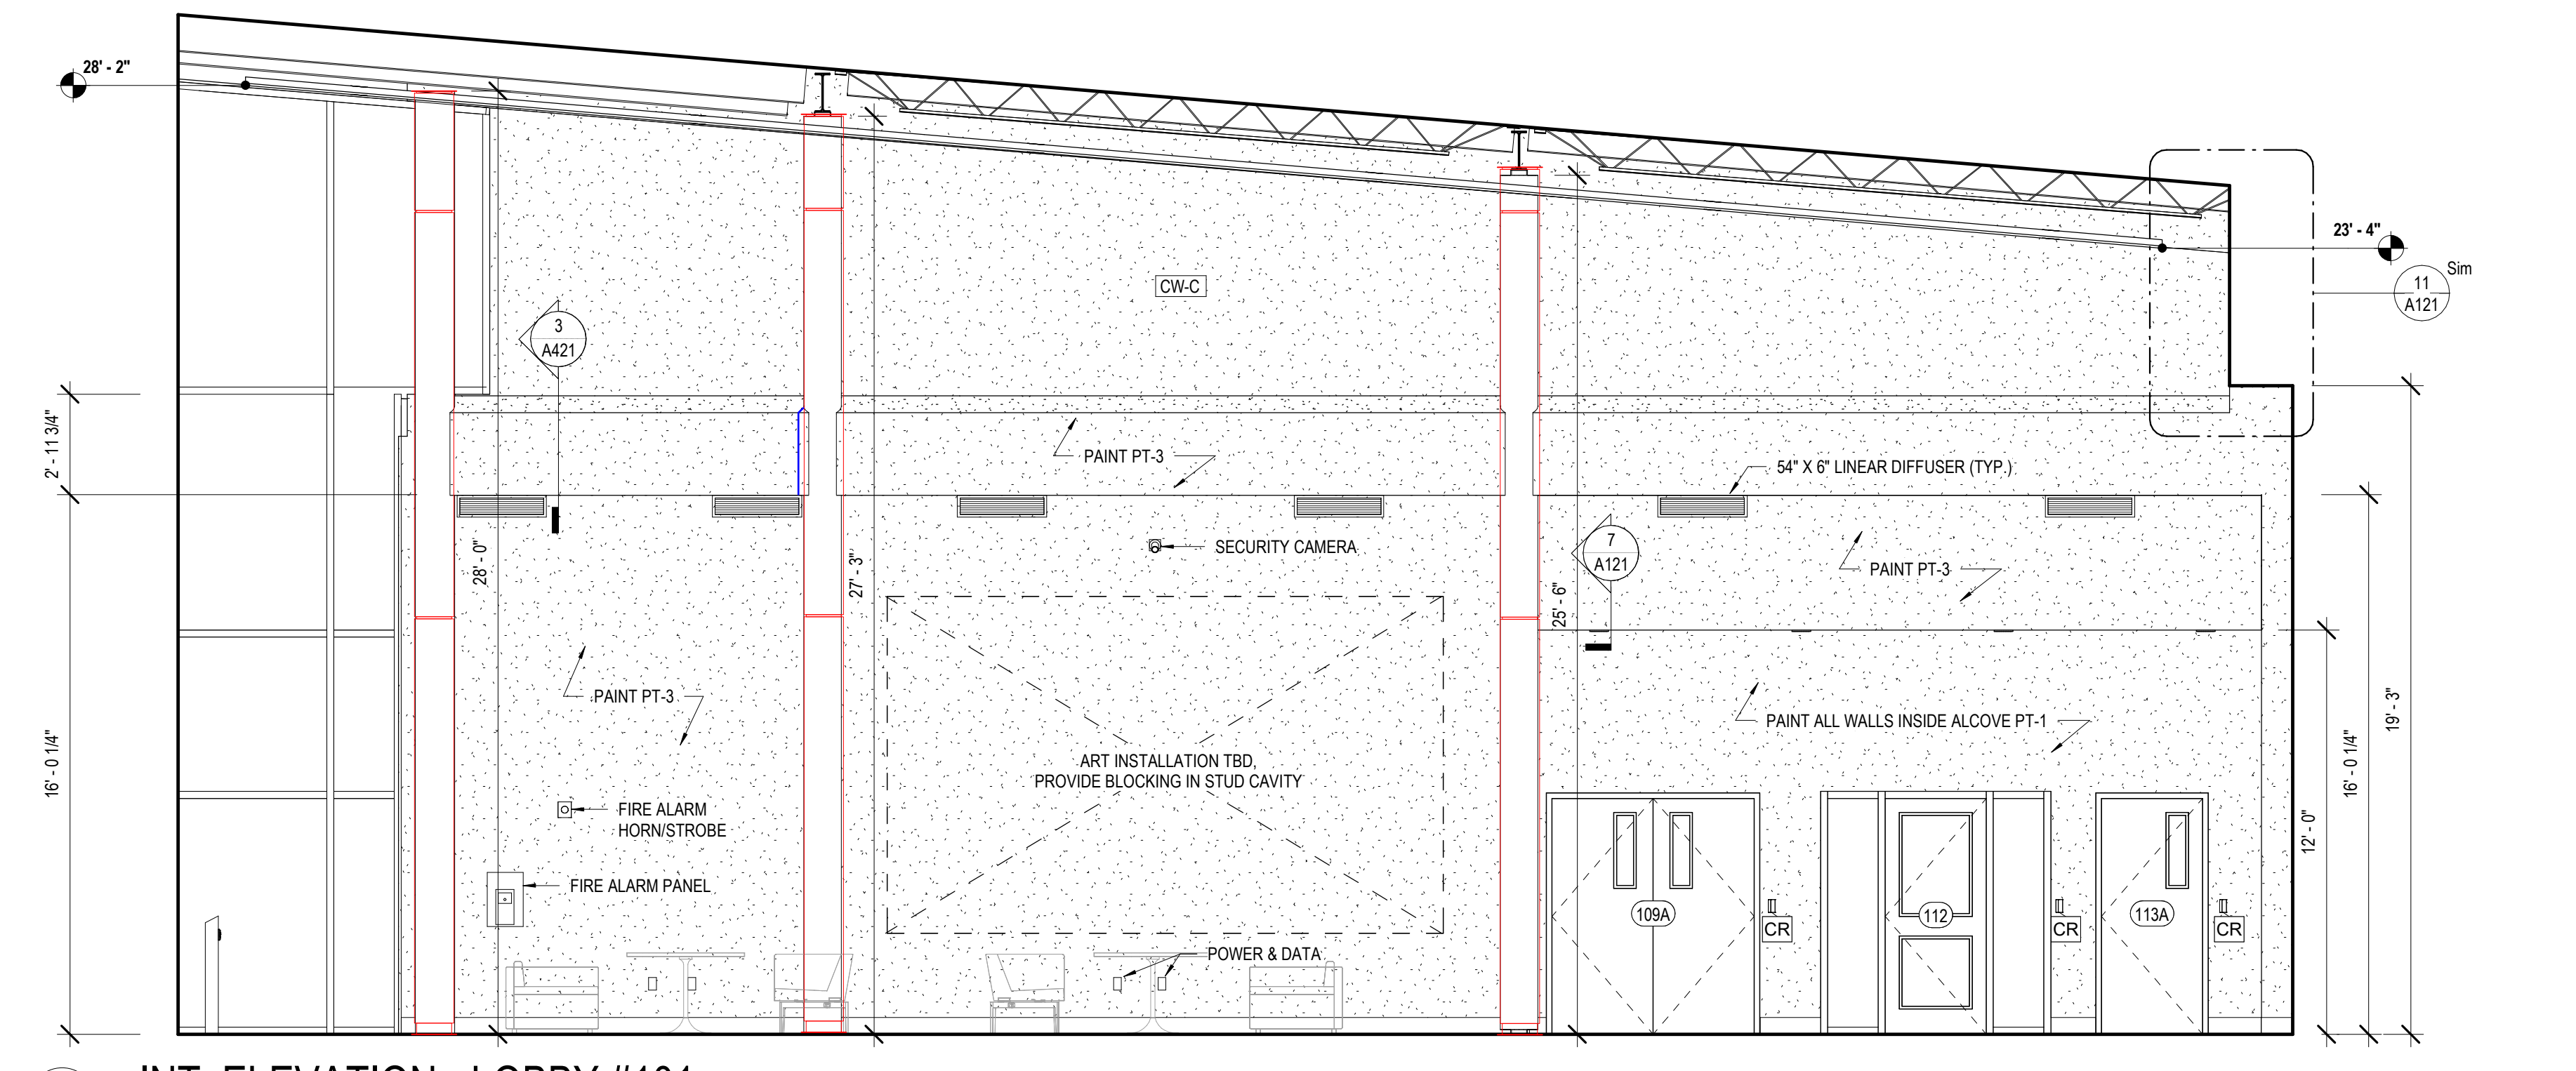 28' - 2"
23' - 4"
Sim
11
A121
CW-C
3
A421
2' - 11 3/4"
PAINT PT-3
54" X 6" LINEAR DIFFUSER (TYP.)
SECURITY CAMERA
7
A121
PAINT PT-3
28' - 0"
27' - 3"
25' - 6"
PAINT PT-3
PAINT ALL WALLS INSIDE ALCOVE PT-1
19' - 3"
16' - 0 1/4"
16' - 0 1/4"
12' - 0"
ART INSTALLATION TBD,
PROVIDE BLOCKING IN STUD CAVITY
FIRE ALARM
HORN/STROBE
FIRE ALARM PANEL
109A
CR
112
CR
113A
CR
POWER & DATA